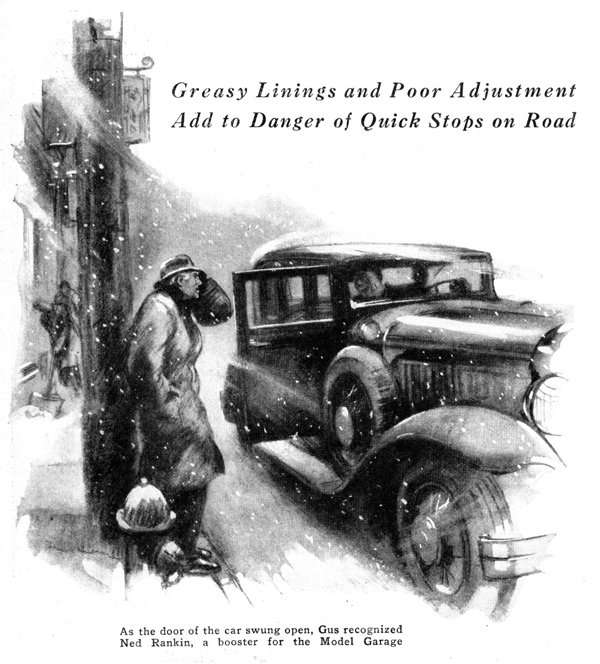 Greasy Linings and Poor Adjustment
Add to Danger of Quick Stops on Road
As the door of the car swung open, Gus recognized
Ned Rankin, a booster for the Model Garage